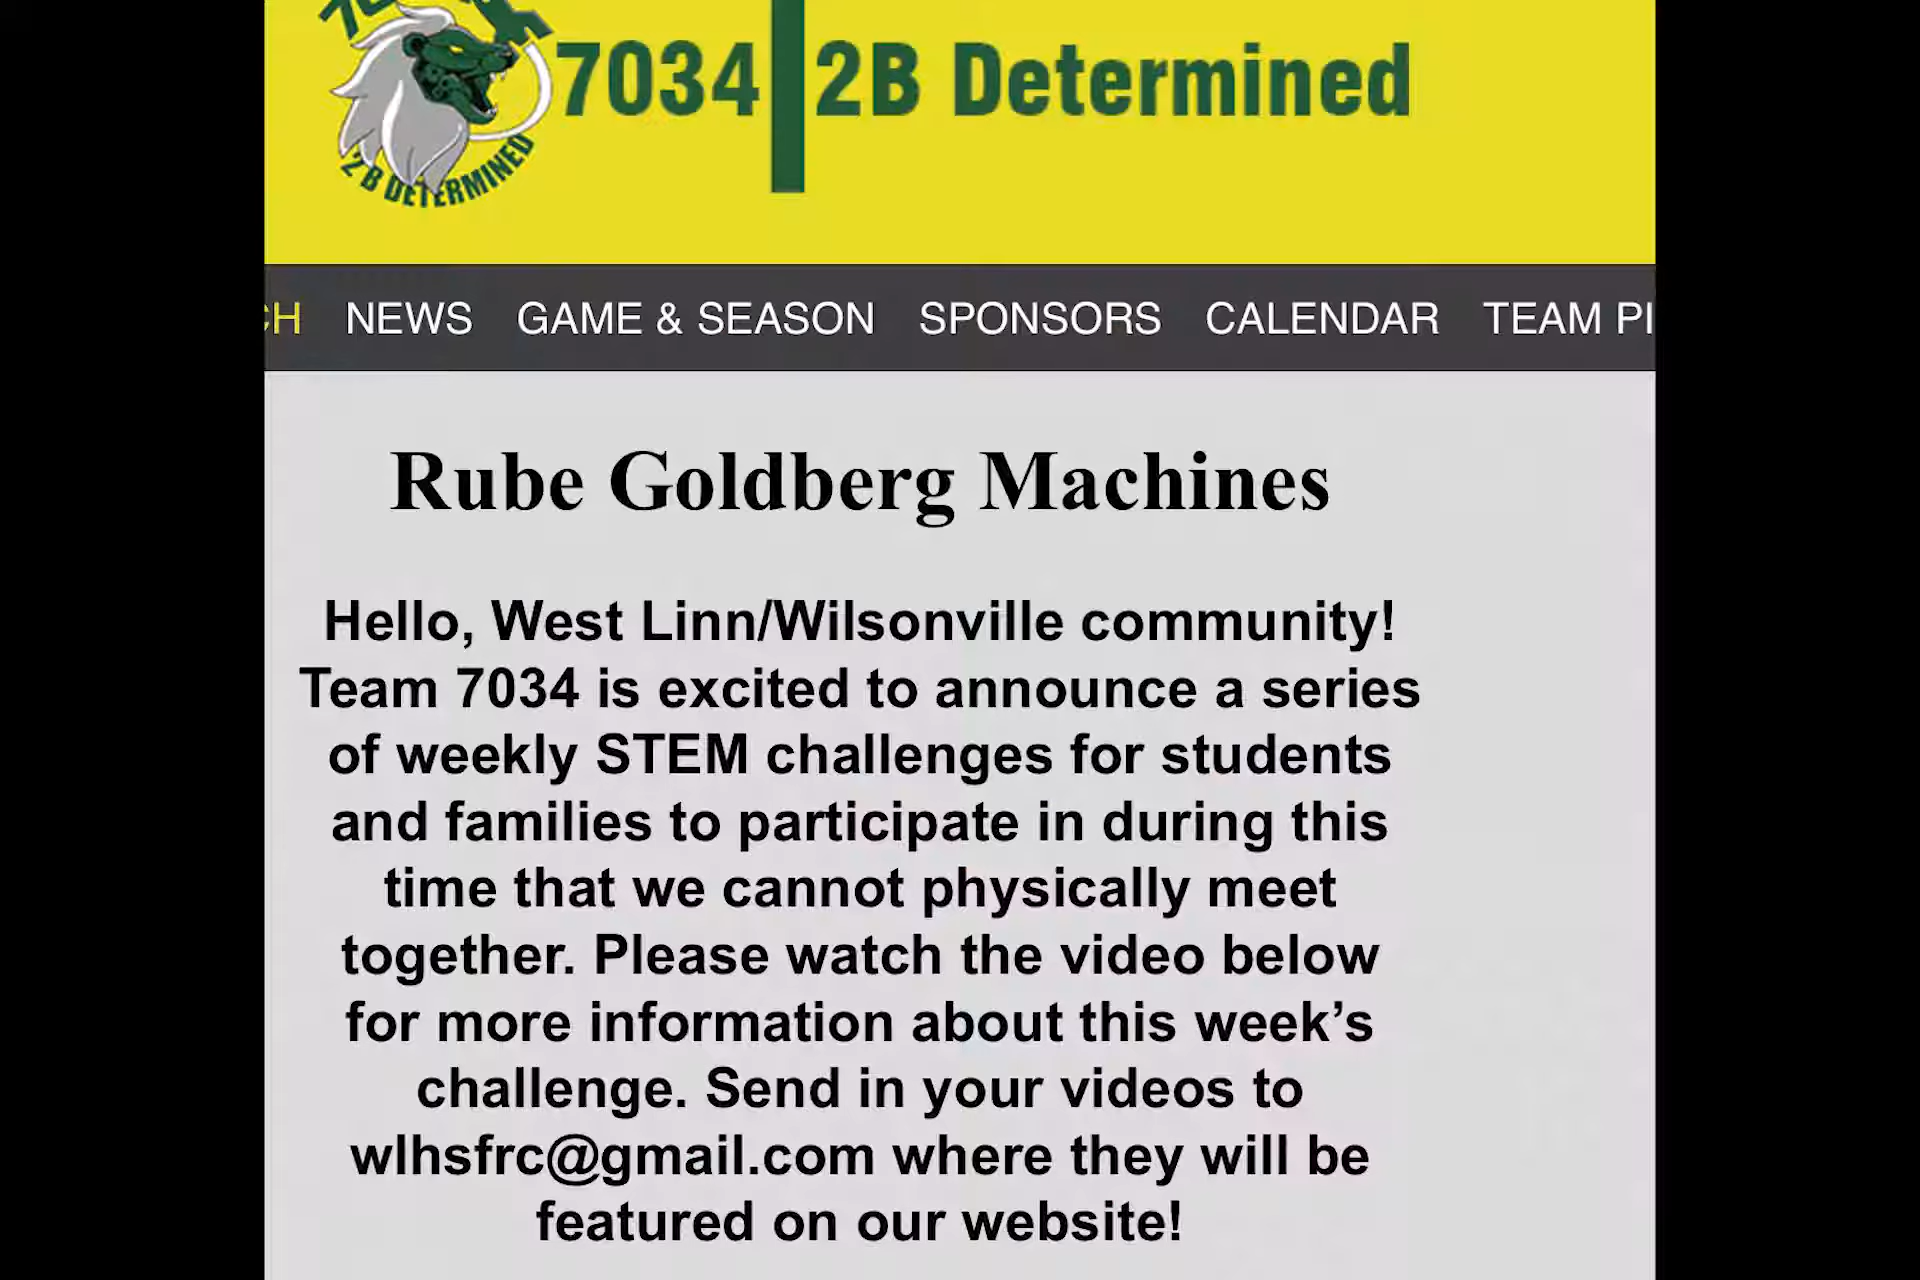 7034 2B Determined
2 B DETERMINED
NEWS GAME & SEASON SPONSORS CALENDAR TEAM
Rube Goldberg Machines
Hello, West Linn/Wilsonville community!
Team 7034 is excited to announce a series
of weekly STEM challenges for students
and families to participate in during this
time that we cannot physically meet
together. Please watch the video below
for more information about this week’s
challenge. Send in your videos to
wlhsfrc@gmail.com where they will be
featured on our website!